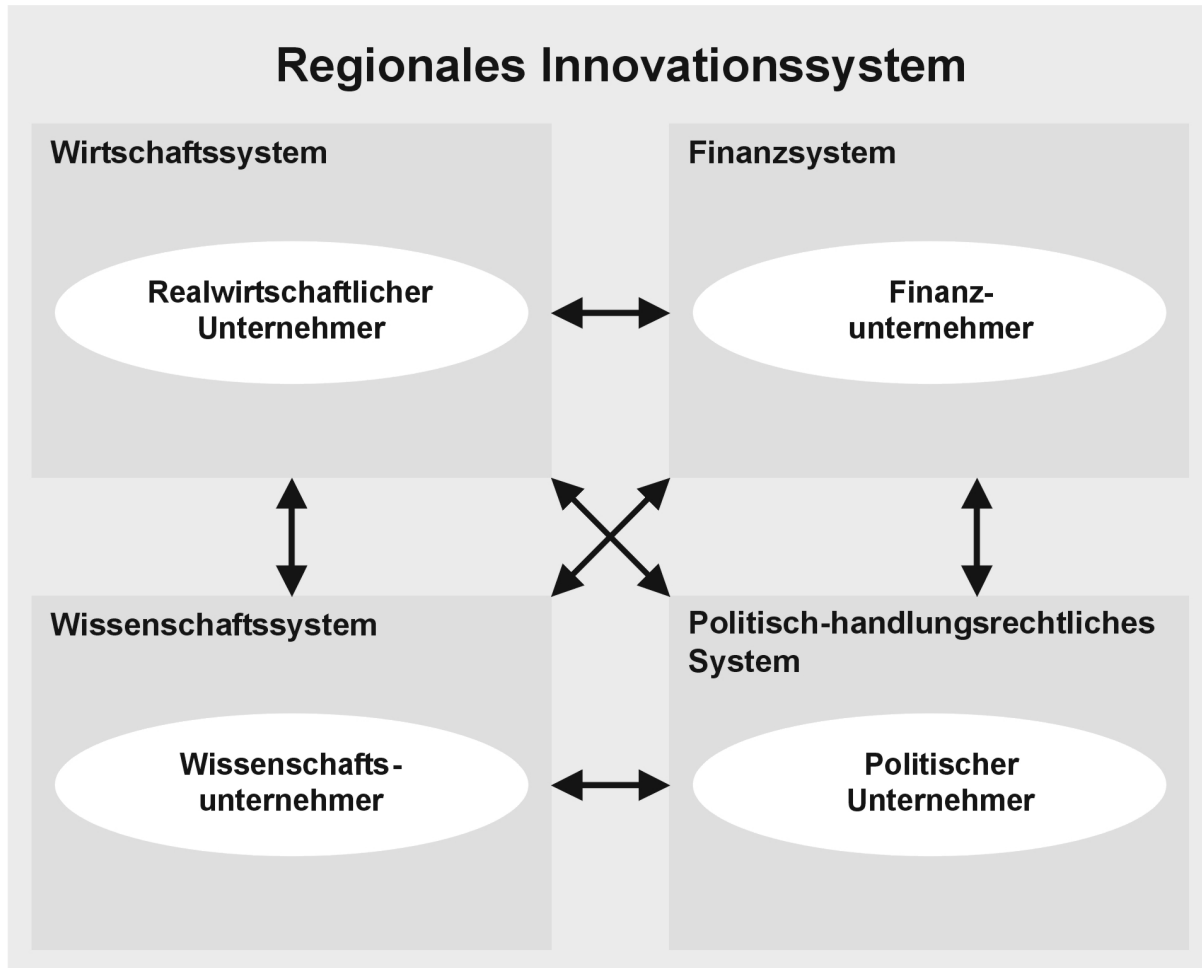 Regionales Innovationssystem
Wirtschaftssystem
Realwirtschaftlicher
Unternehmer
Finanzsystem
Finanz-
unternehmer
Wissenschaftssystem
Wissenschafts-
unternehmer
Politisch-handlungsrechtliches
System
Politischer
Unternehmer